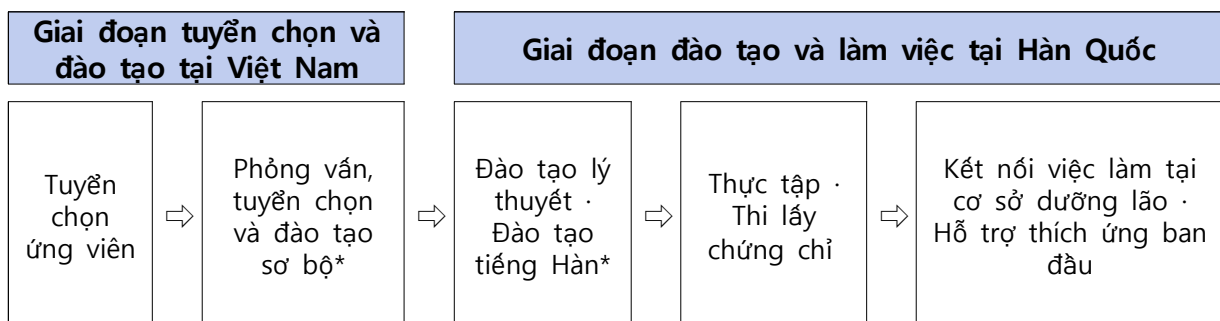 Giai đoạn tuyển chọn và
đào tạo tại Việt Nam
Giai đoạn đào tạo và làm việc tại Hàn Quốc
Tuyển
chọn
ứng viên
⇨
Phỏng vấn,
tuyển chọn
và đào tạo
sơ bộ*
⇨
Đào tạo lý
thuyết ·
Đào tạo
tiếng Hàn*
⇨
Thực tập ·
Thi lấy
chứng chỉ
⇨
Kết nối việc làm tại
cơ sở dưỡng lão ·
Hỗ trợ thích ứng ban
đầu